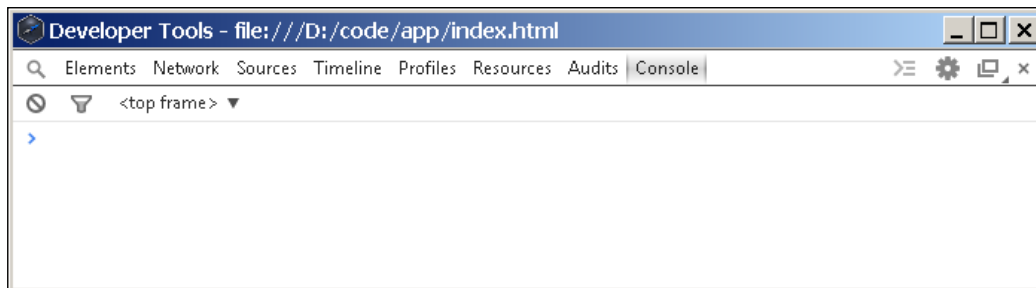 Developer Tools - file:///D:/code/app/index.html
Elements Network Sources Timeline Profiles Resources Audits Console
<top frame> ▼